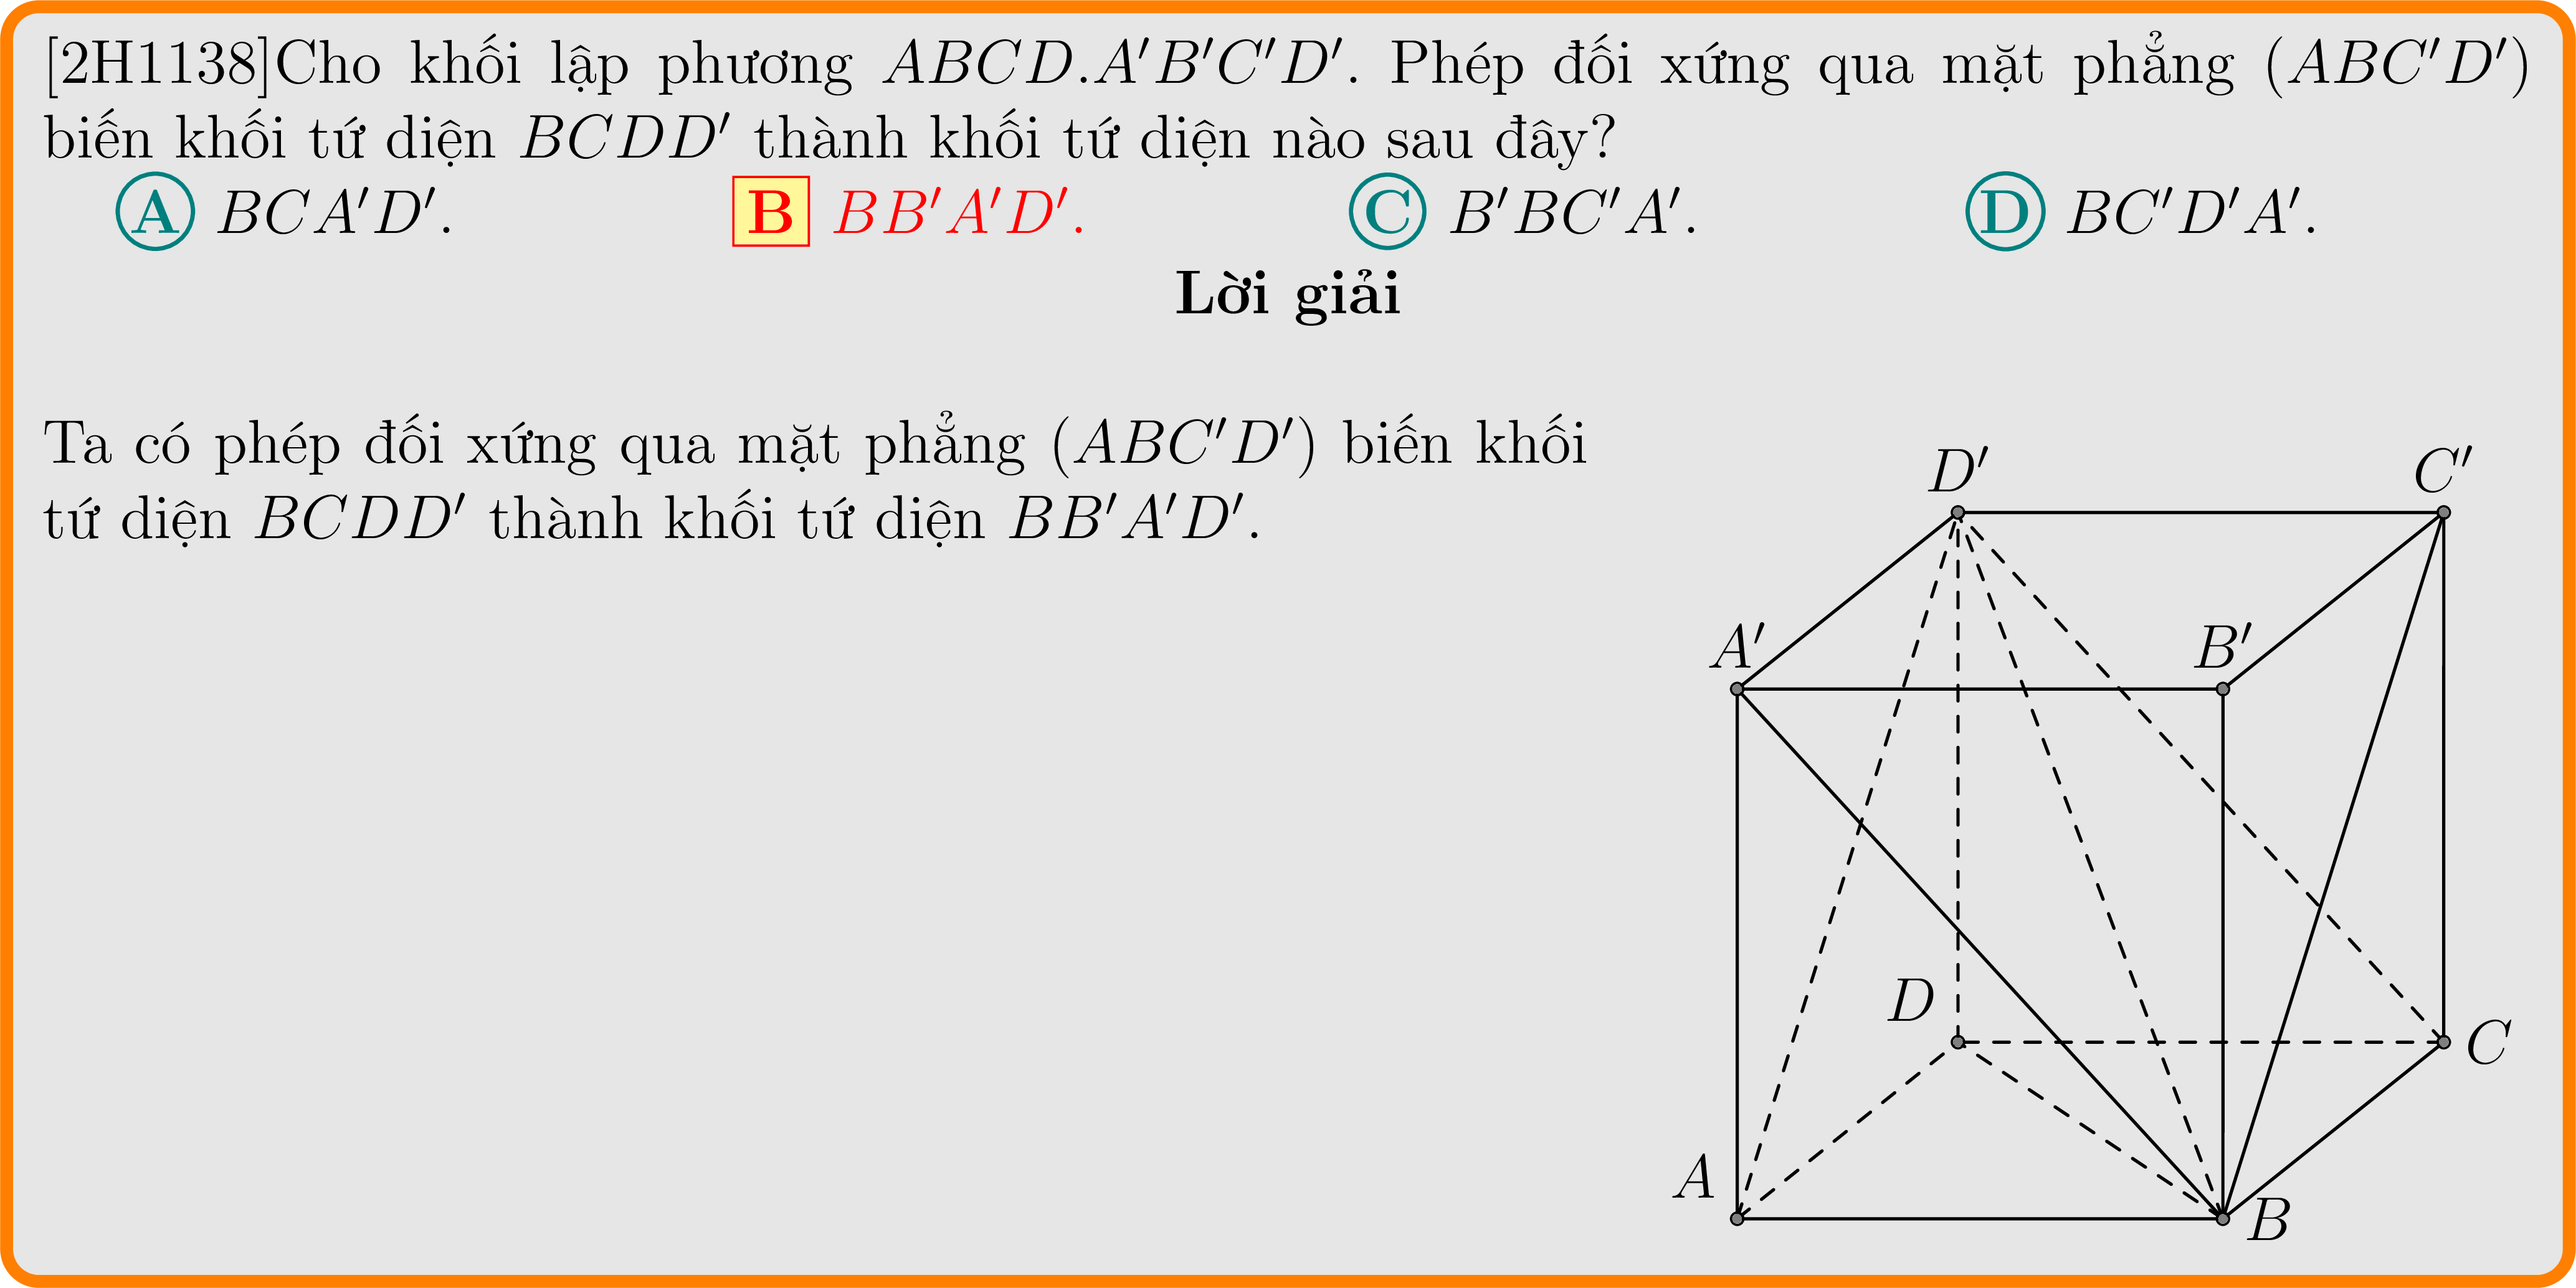 [2H1138]Cho khối lập phương ABCD.A′B′C′D′. Phép đối xứng qua mặt phẳng (ABC′D′)
biến khối tứ diện BCDD′ thành khối tứ diện nào sau đây?
A BCA′D′. B BB′A′D′. C B′BC′A′. D BC′D′A′.
Lời giải
Ta có phép đối xứng qua mặt phẳng (ABC′D′) biến khối
tứ diện BCDD′ thành khối tứ diện BB′A′D′.
D′ C′
A′ B′
D
C
A
B